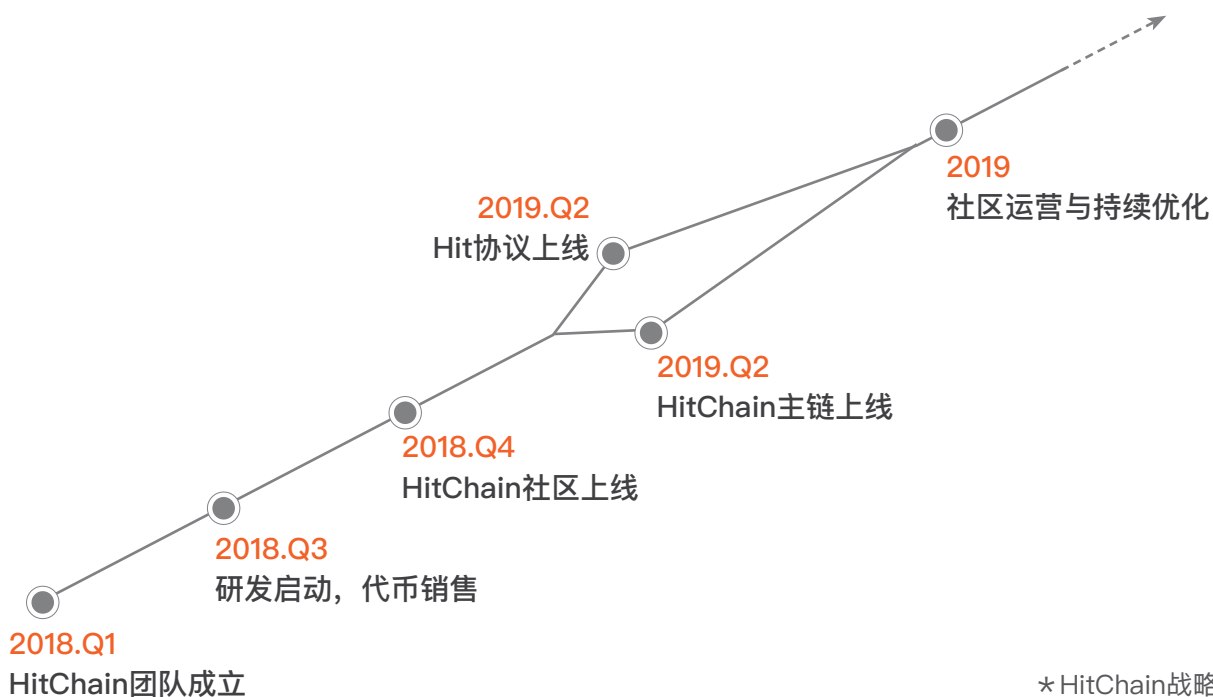 2019
社区运营与持续优化
2019.Q2
Hit协议上线
2019.Q2
HitChain主链上线
2018.Q4
HitChain社区上线
2018.Q3
研发启动，代币销售
2018.Q1
HitChain团队成立
*HitChain战略